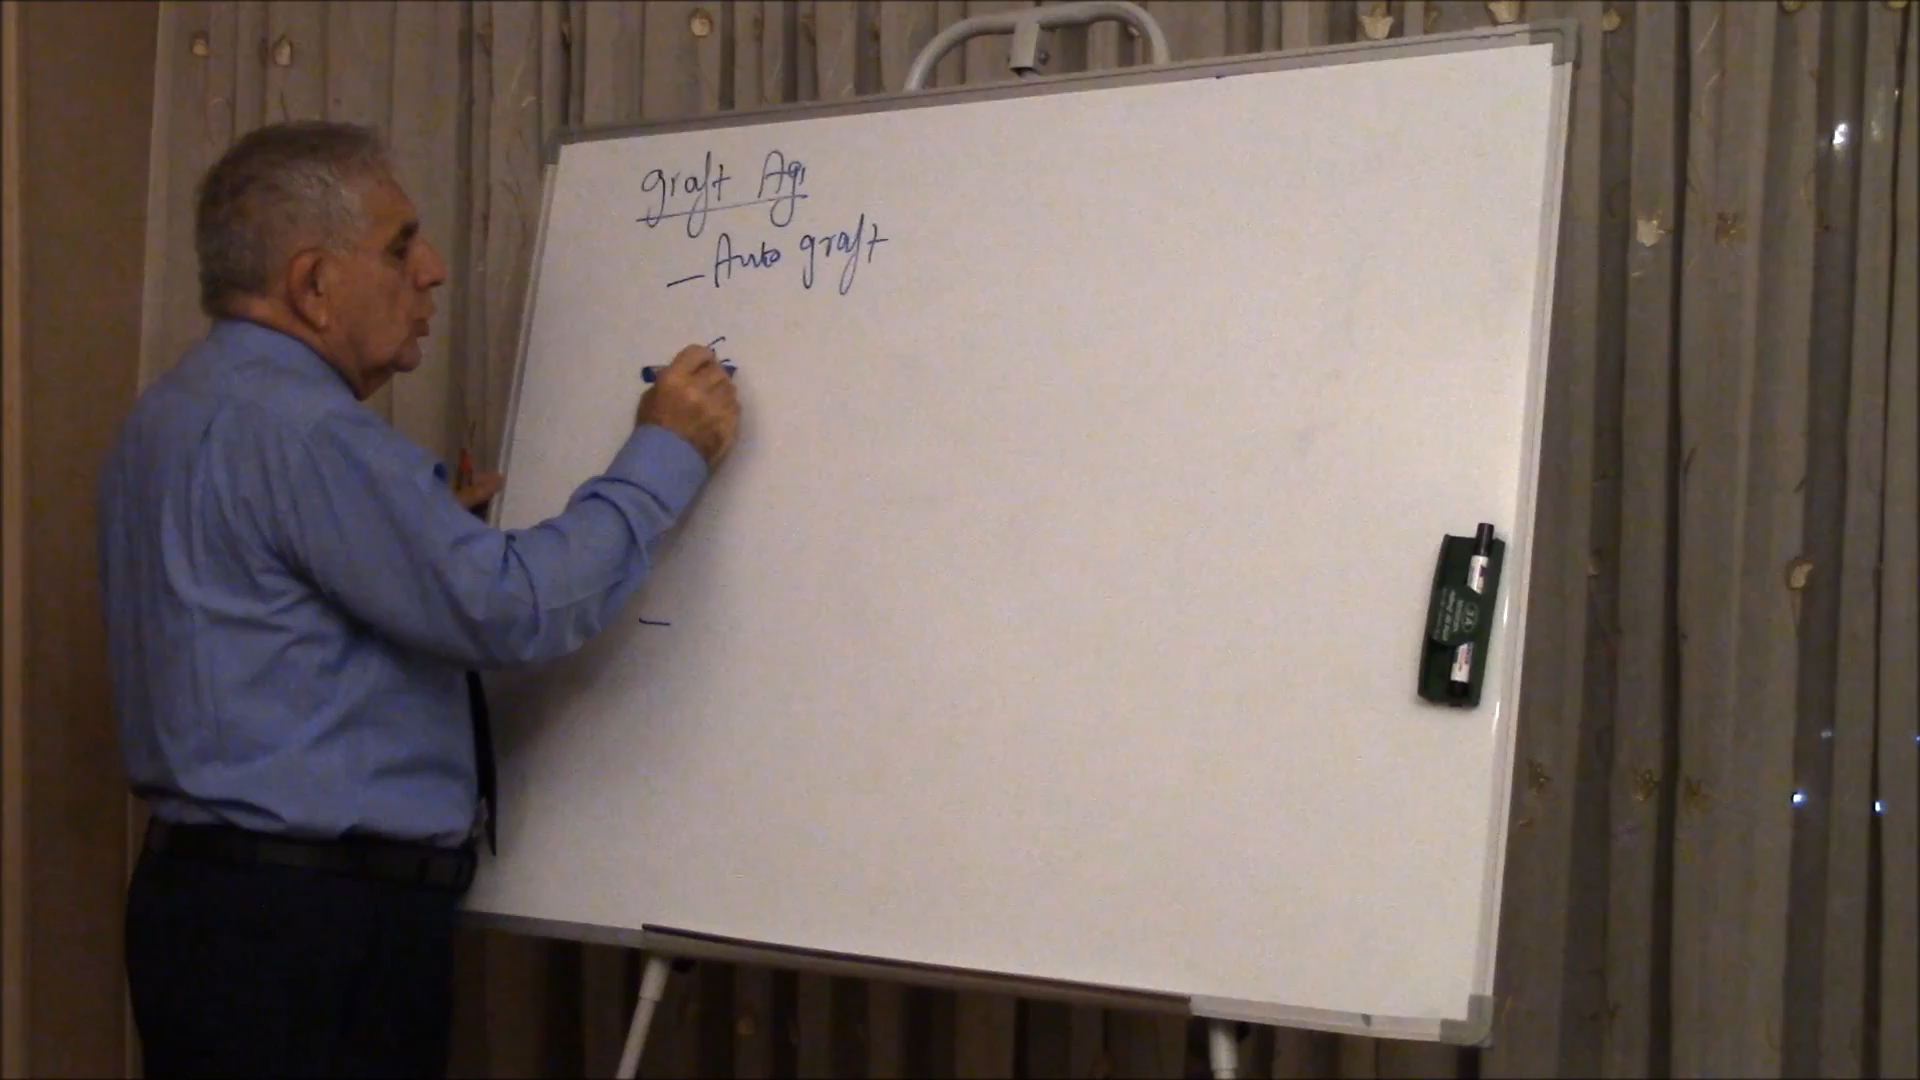 graft Ag,
– Auto graft
–